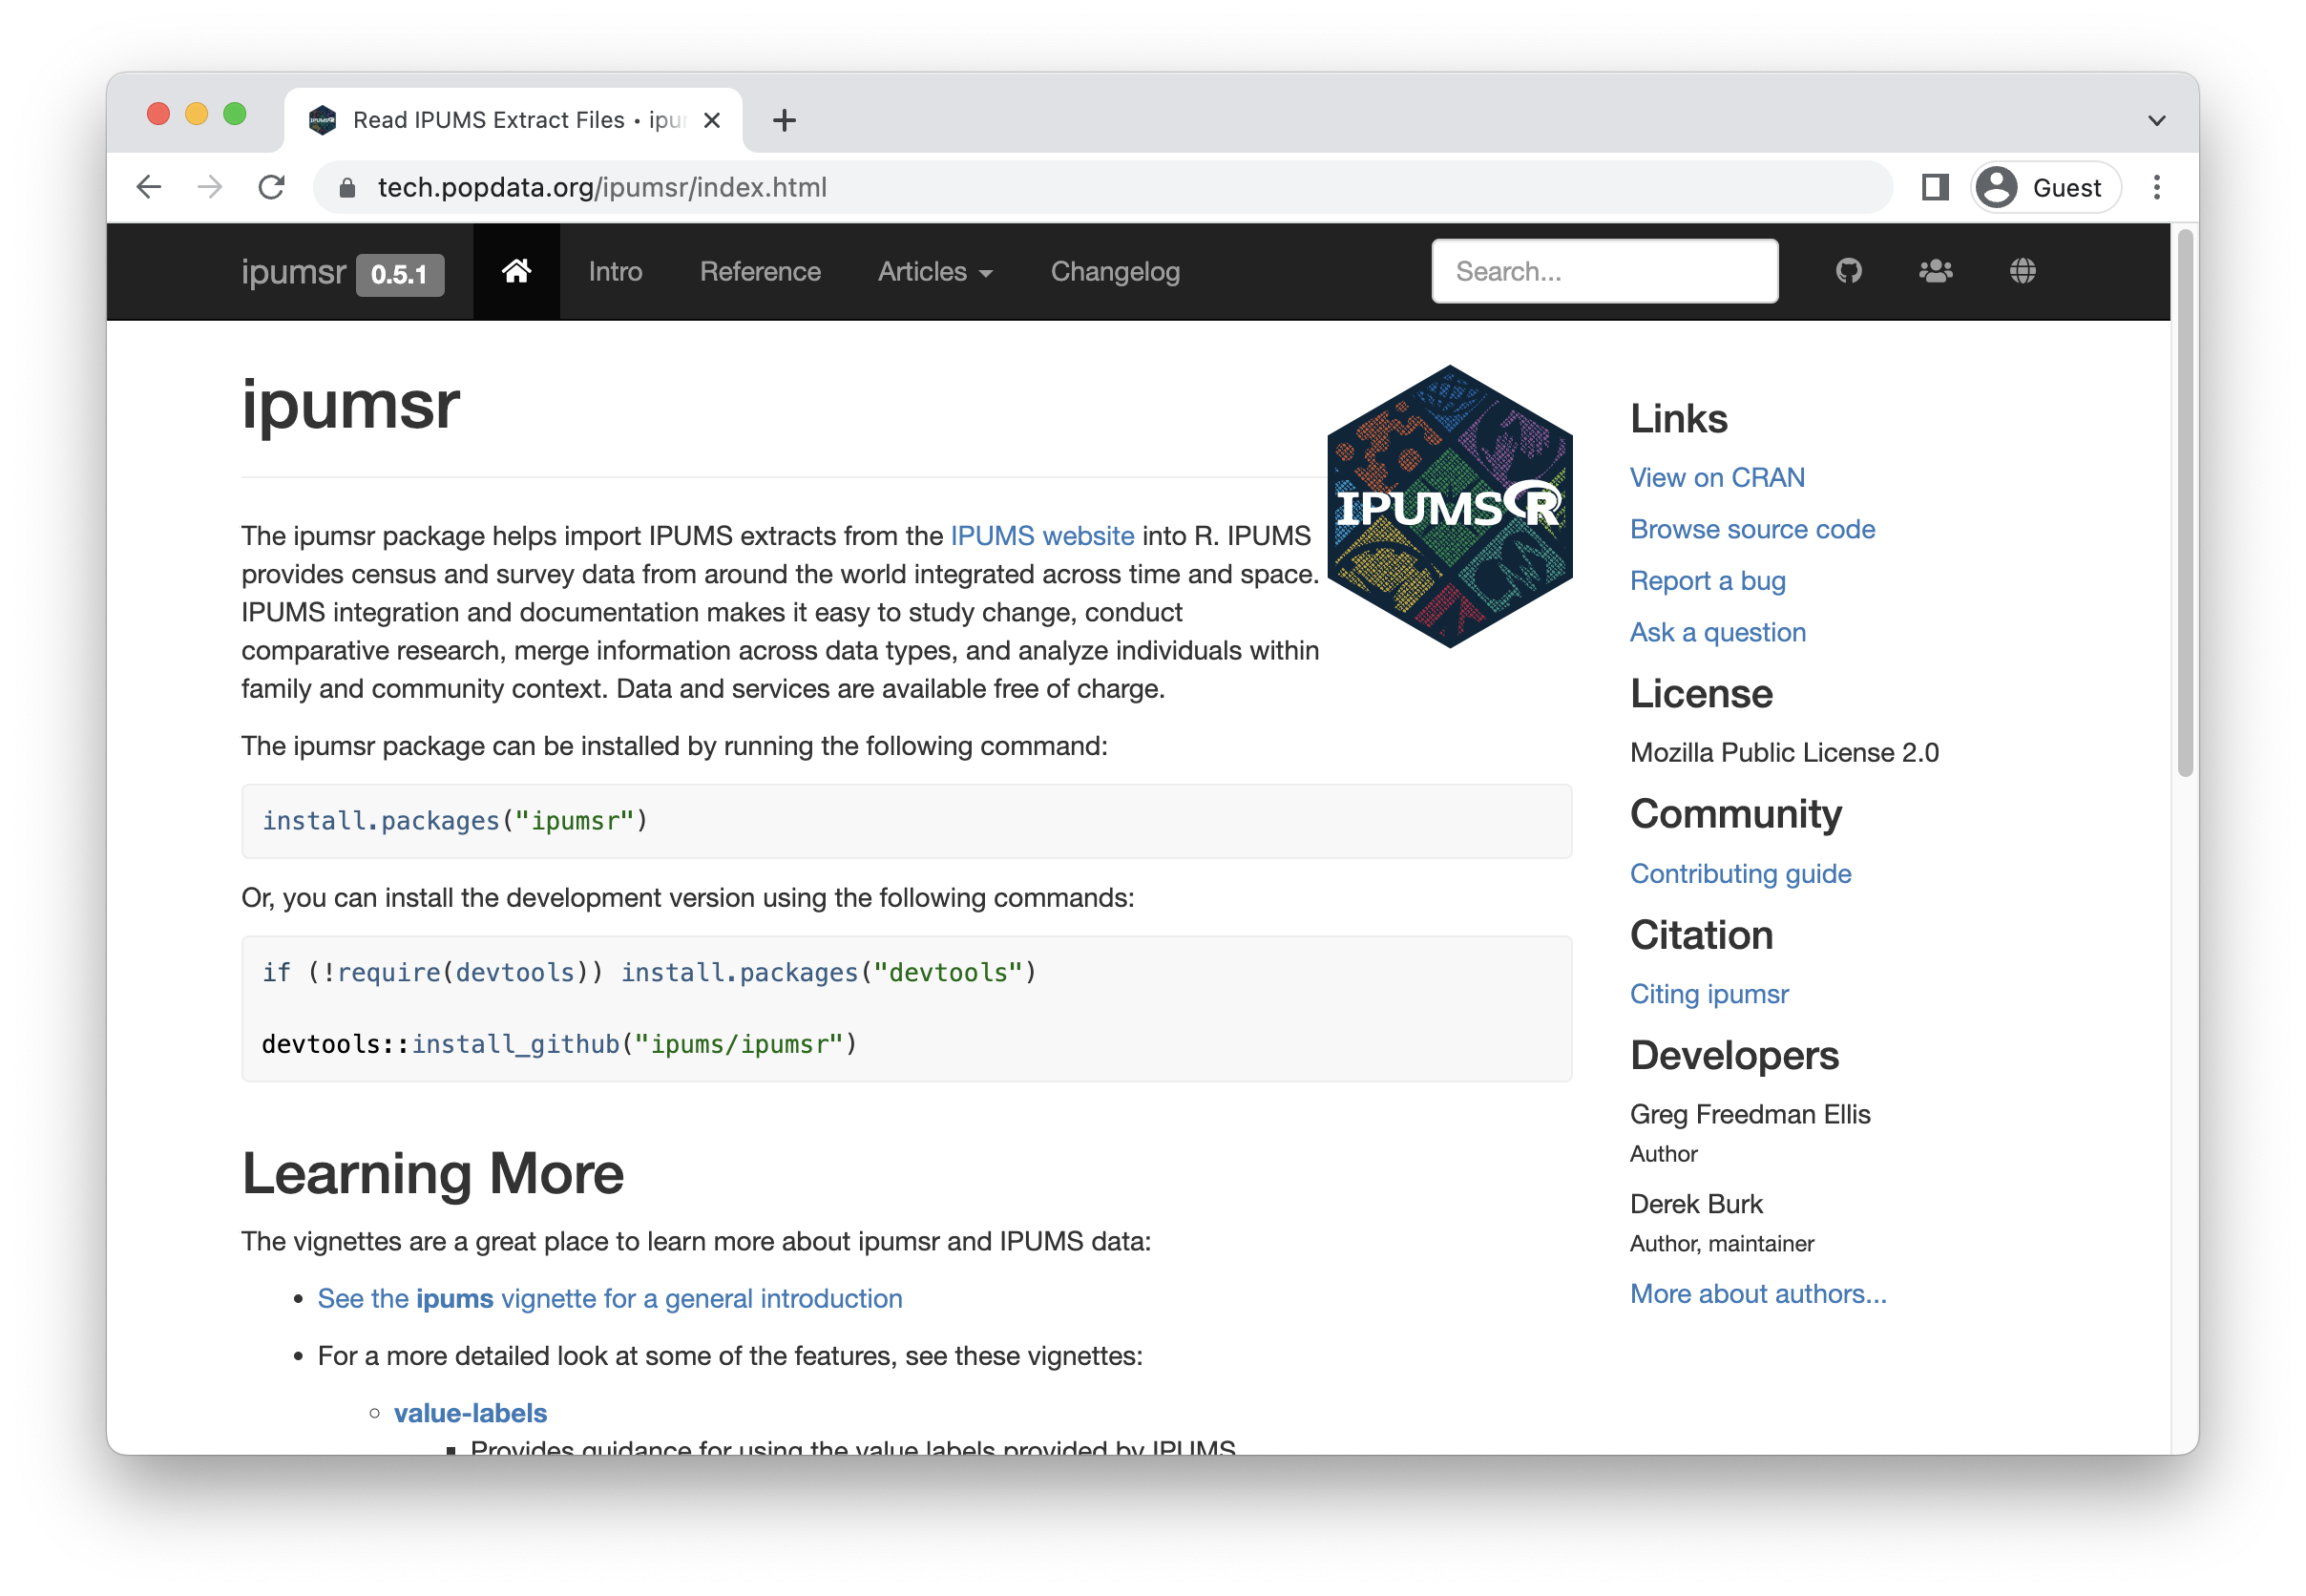 Read IPUMS Extract Files • ipu
tech.popdata.org/ipumsr/index.html
Guest
ipumsr 0.5.1 Intro Reference Articles Changelog Search...
ipumsr
IPUMSR
The ipumsr package helps import IPUMS extracts from the IPUMS website into R. IPUMS
provides census and survey data from around the world integrated across time and space.
IPUMS integration and documentation makes it easy to study change, conduct
comparative research, merge information across data types, and analyze individuals within
family and community context. Data and services are available free of charge.
The ipumsr package can be installed by running the following command:
install.packages("ipumsr")
Or, you can install the development version using the following commands:
if (!require(devtools)) install.packages("devtools")
devtools::install_github("ipums/ipumsr")
Learning More
The vignettes are a great place to learn more about ipumsr and IPUMS data:
• See the ipums vignette for a general introduction
• For a more detailed look at some of the features, see these vignettes:
◦ value-labels
▪ Provides guidance for using the value labels provided by IPUMS
Links
View on CRAN
Browse source code
Report a bug
Ask a question
License
Mozilla Public License 2.0
Community
Contributing guide
Citation
Citing ipumsr
Developers
Greg Freedman Ellis
Author
Derek Burk
Author, maintainer
More about authors...